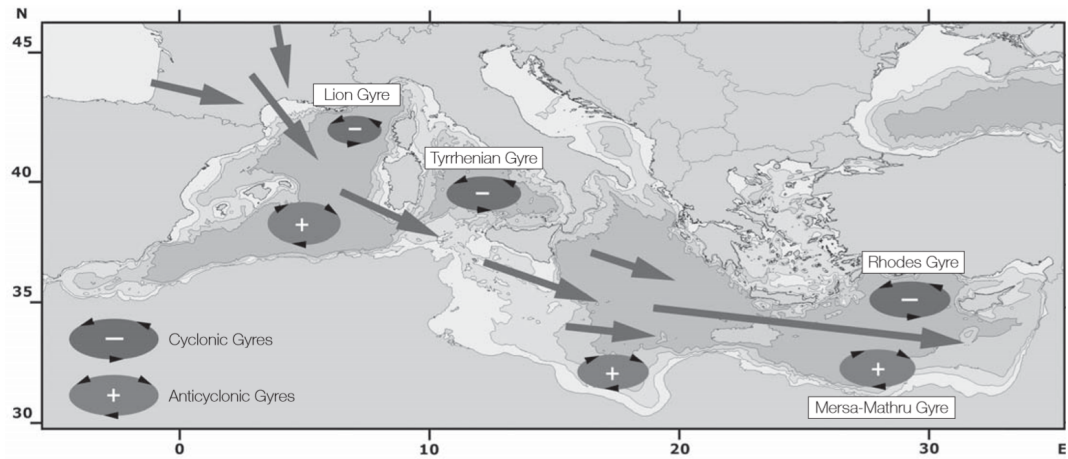 N
45
Lion Gyre
−
Tyrrhenian Gyre
40
−
+
Rhodes Gyre
−
35
− Cyclonic Gyres
+
+
+ Anticyclonic Gyres
Mersa-Mathru Gyre
30
0 10 20 30 E